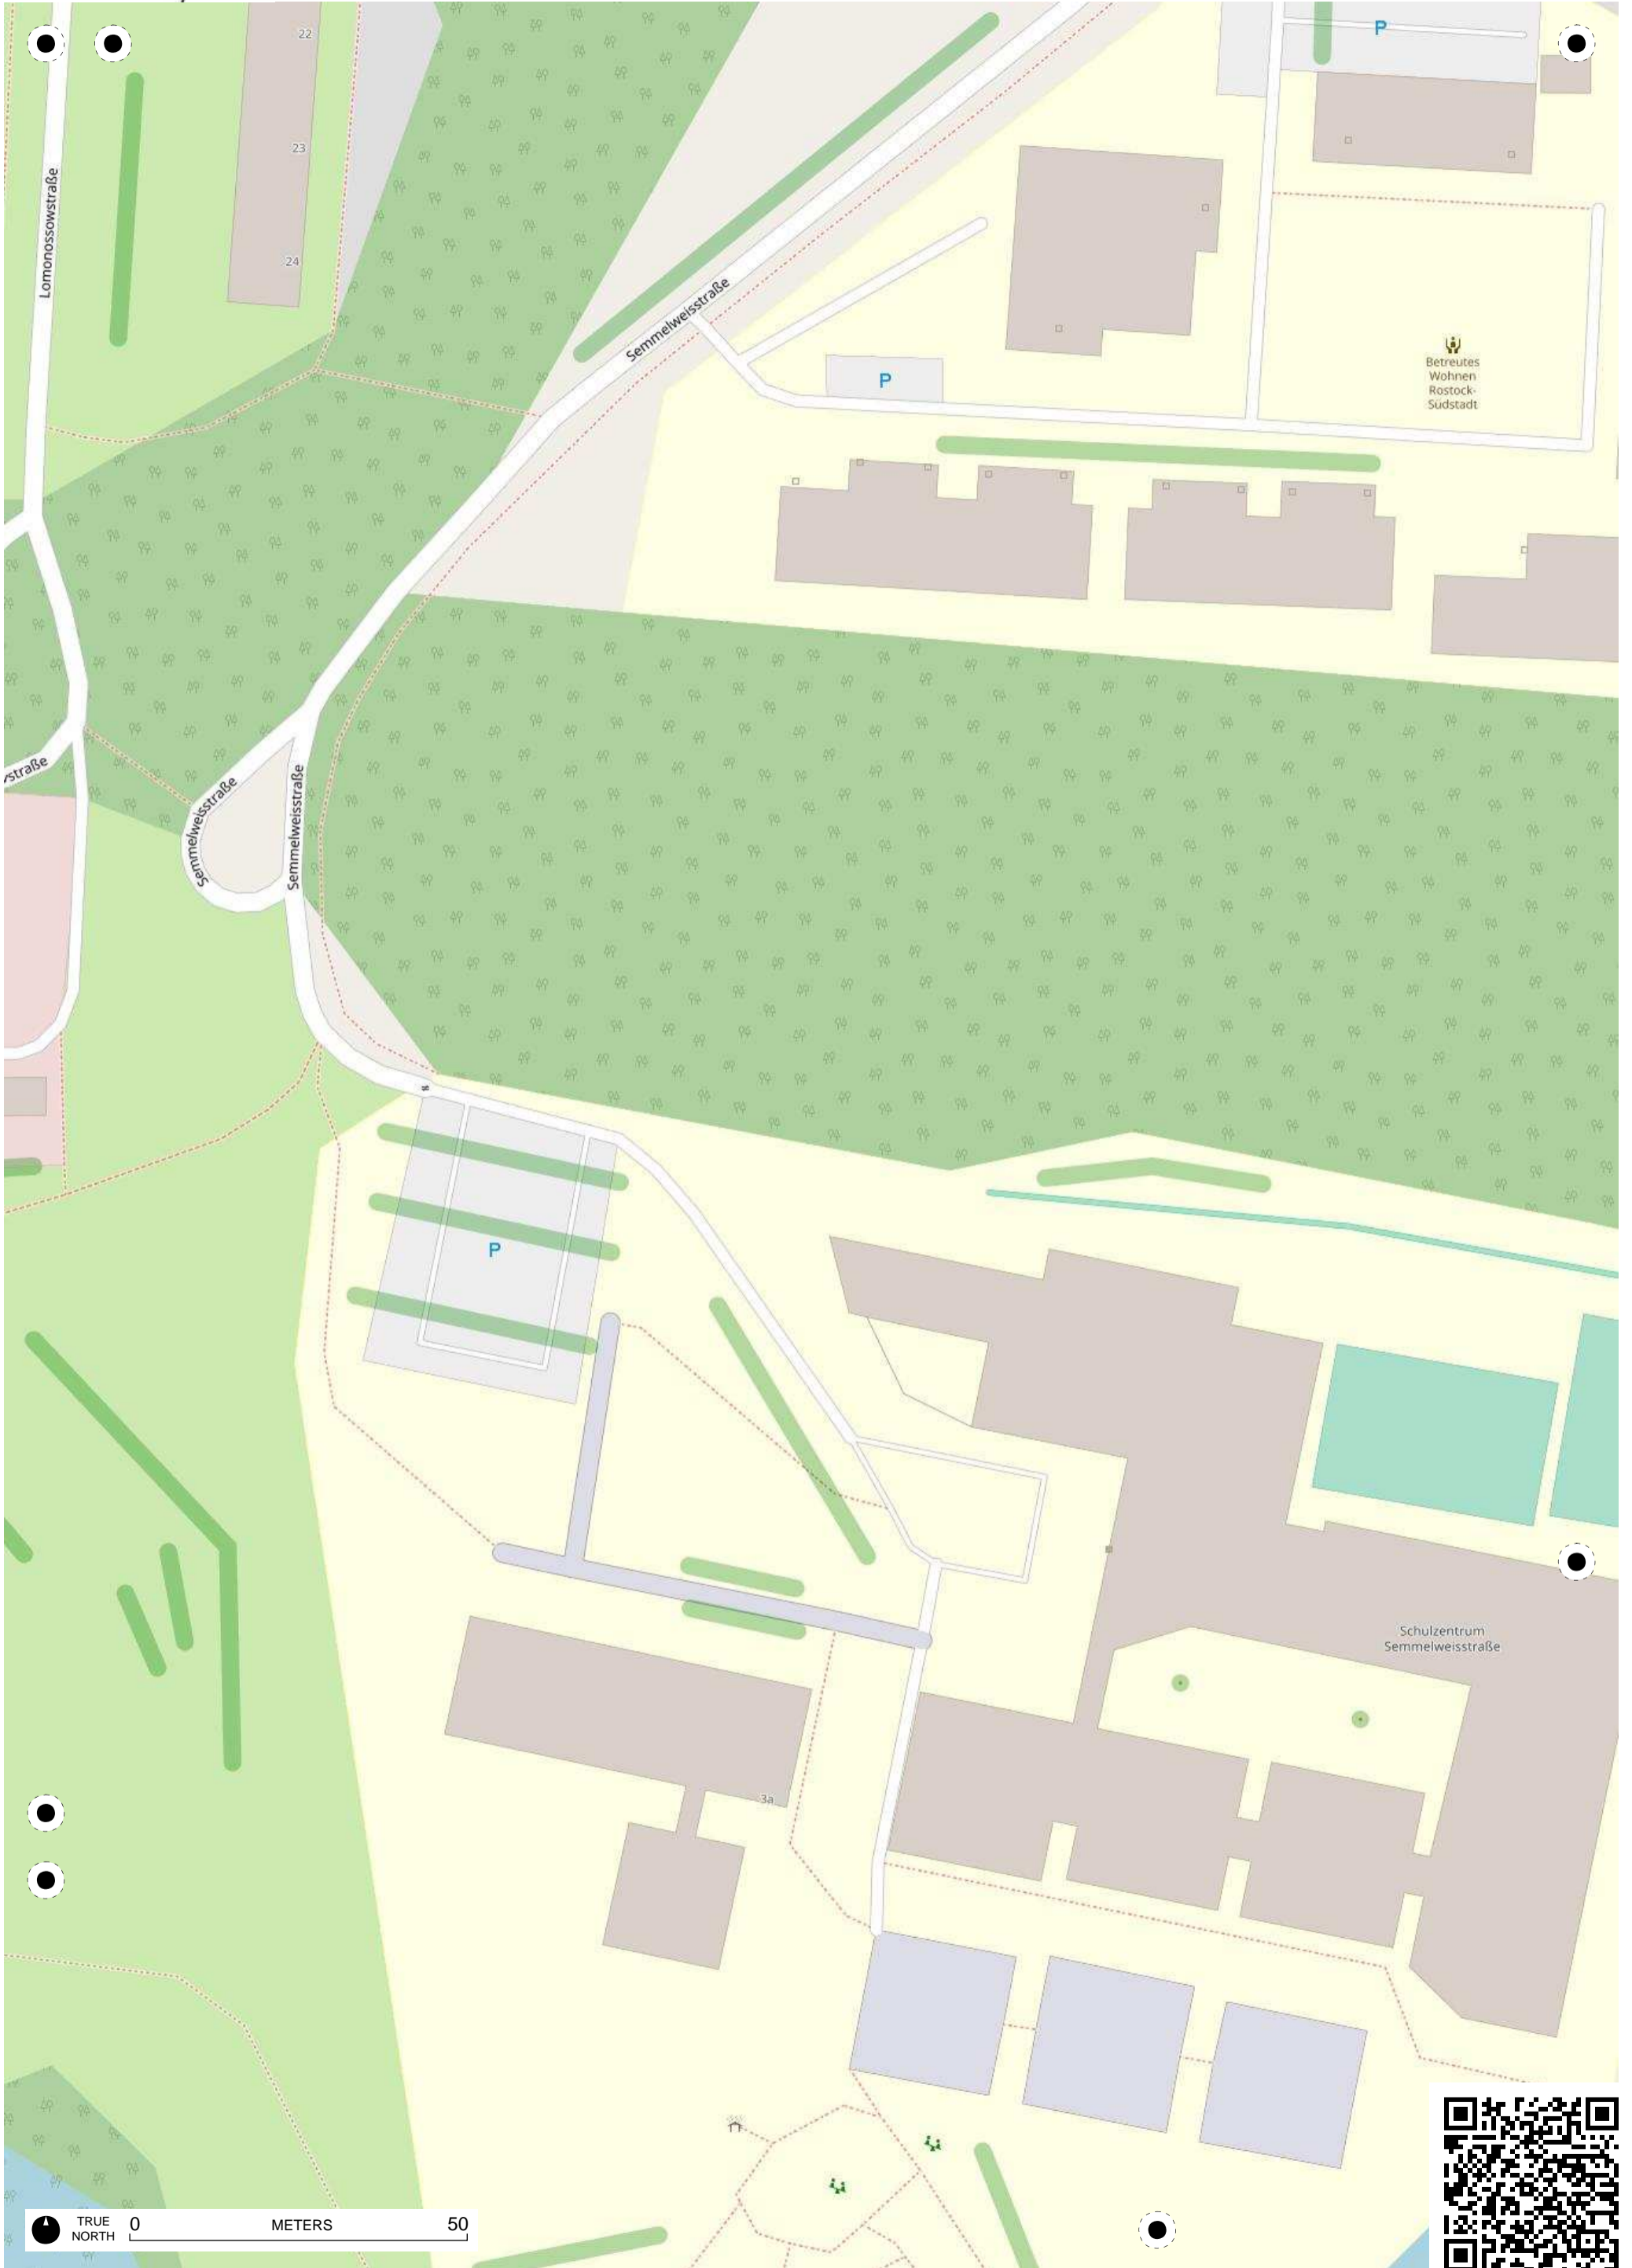 22
P
23
Lomonossowstraße
24
Semmelweisstraße
Betreutes
Wohnen
Rostock-
Südstadt
P
straße
Semmelweisstraße
Semmelweisstraße
P
Schulzentrum
Semmelweisstraße
3a
TRUE
NORTH
0
METERS
50